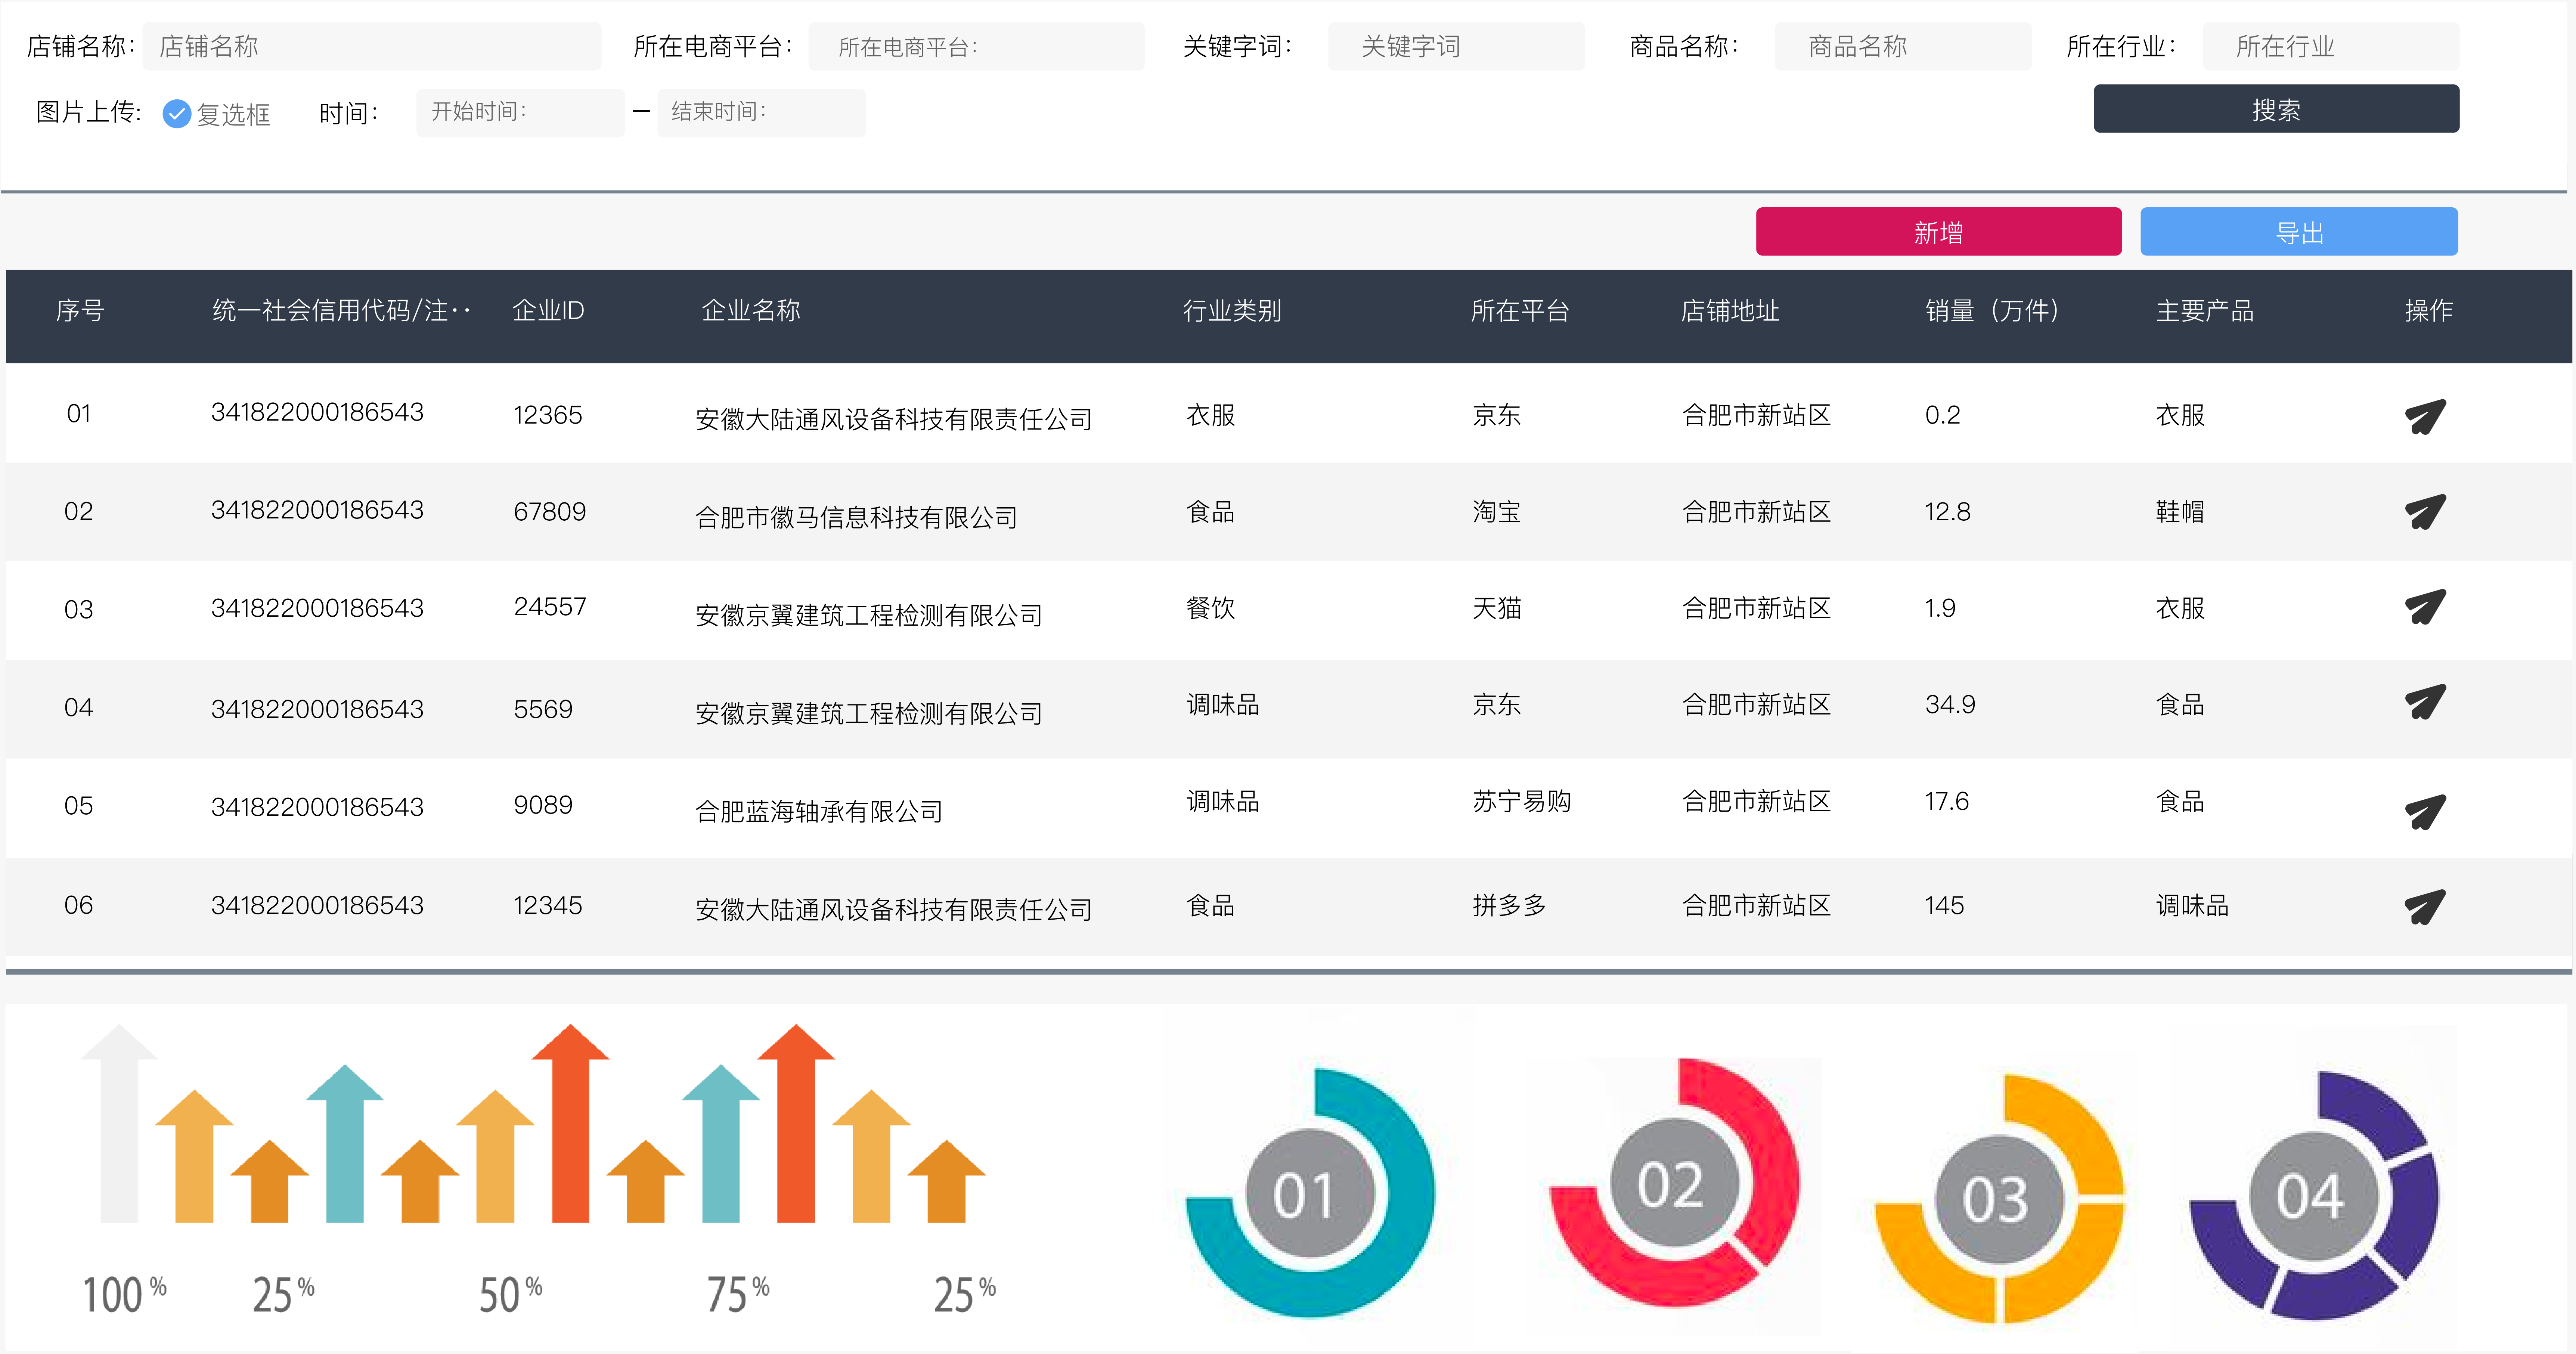 店铺名称： 店铺名称 所在电商平台： 所在电商平台： 关键字词： 关键字词 商品名称： 商品名称 所在行业： 所在行业
图片上传: 复选框 时间： 开始时间： — 结束时间： 搜索
新增 导出
序号 统一社会信用代码/注·· 企业ID 企业名称 行业类别 所在平台 店铺地址 销量（万件） 主要产品 操作
01 341822000186543 12365 安徽大陆通风设备科技有限责任公司 衣服 京东 合肥市新站区 0.2 衣服
02 341822000186543 67809 合肥市徽马信息科技有限公司 食品 淘宝 合肥市新站区 12.8 鞋帽
03 341822000186543 24557 安徽京翼建筑工程检测有限公司 餐饮 天猫 合肥市新站区 1.9 衣服
04 341822000186543 5569 安徽京翼建筑工程检测有限公司 调味品 京东 合肥市新站区 34.9 食品
05 341822000186543 9089 合肥蓝海轴承有限公司 调味品 苏宁易购 合肥市新站区 17.6 食品
06 341822000186543 12345 安徽大陆通风设备科技有限责任公司 食品 拼多多 合肥市新站区 145 调味品
01 02 03 04
100% 25% 50% 75% 25%